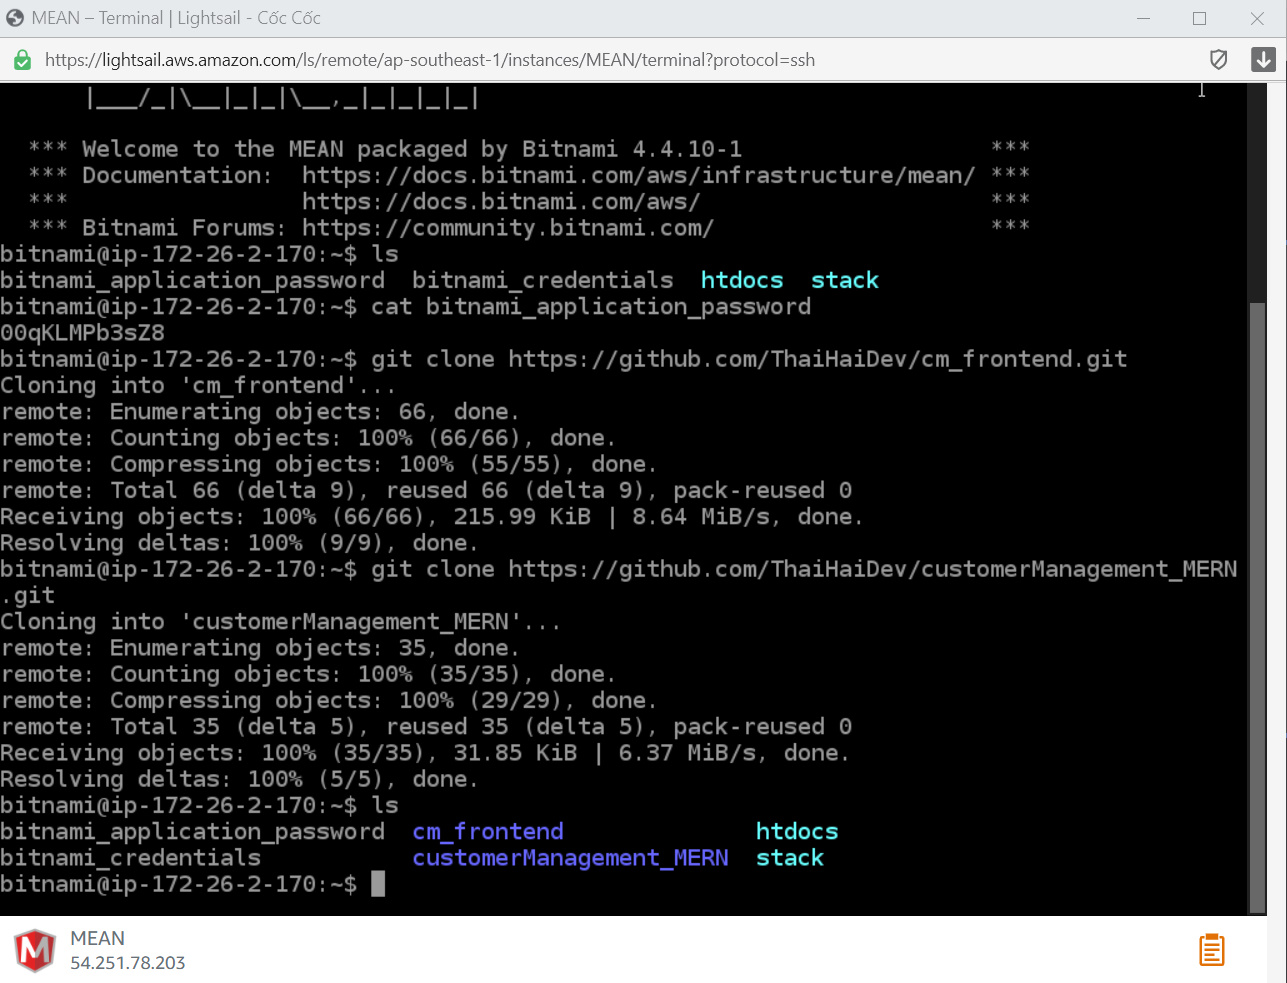 MEAN – Terminal | Lightsail - Cốc Cốc
https://lightsail.aws.amazon.com/ls/remote/ap-southeast-1/instances/MEAN/terminal?protocol=ssh
|___/_|\__|_|_|\__,_|_|_|_|_|
*** Welcome to the MEAN packaged by Bitnami 4.4.10-1 ***
*** Documentation: https://docs.bitnami.com/aws/infrastructure/mean/ ***
*** https://docs.bitnami.com/aws/ ***
*** Bitnami Forums: https://community.bitnami.com/ ***
bitnami@ip-172-26-2-170:~$ ls
bitnami_application_password bitnami_credentials htdocs stack
bitnami@ip-172-26-2-170:~$ cat bitnami_application_password
00qKLMPb3sZ8
bitnami@ip-172-26-2-170:~$ git clone https://github.com/ThaiHaiDev/cm_frontend.git
Cloning into 'cm_frontend'...
remote: Enumerating objects: 66, done.
remote: Counting objects: 100% (66/66), done.
remote: Compressing objects: 100% (55/55), done.
remote: Total 66 (delta 9), reused 66 (delta 9), pack-reused 0
Receiving objects: 100% (66/66), 215.99 KiB | 8.64 MiB/s, done.
Resolving deltas: 100% (9/9), done.
bitnami@ip-172-26-2-170:~$ git clone https://github.com/ThaiHaiDev/customerManagement_MERN
.git
Cloning into 'customerManagement_MERN'...
remote: Enumerating objects: 35, done.
remote: Counting objects: 100% (35/35), done.
remote: Compressing objects: 100% (29/29), done.
remote: Total 35 (delta 5), reused 35 (delta 5), pack-reused 0
Receiving objects: 100% (35/35), 31.85 KiB | 6.37 MiB/s, done.
Resolving deltas: 100% (5/5), done.
bitnami@ip-172-26-2-170:~$ ls
bitnami_application_password cm_frontend htdocs
bitnami_credentials customerManagement_MERN stack
bitnami@ip-172-26-2-170:~$
M
MEAN
54.251.78.203